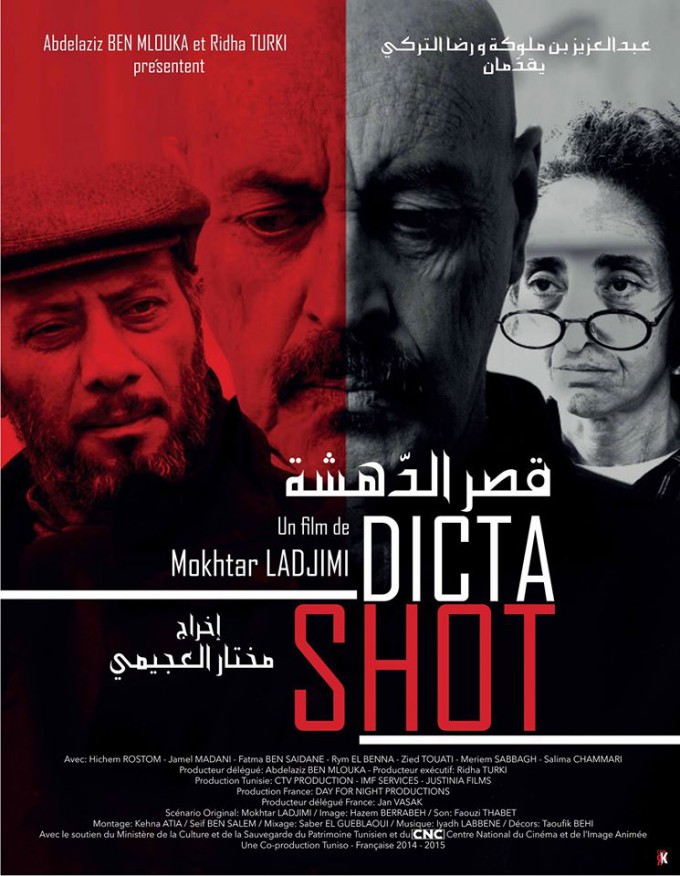 Abdelaziz BEN MLOUKA et Ridha TURKI
présentent
عبدالعزيز بن ملوكة و رضا التركي
يقدّمان
قصر الدّهشة
Un film de
Mokhtar LADJIMI
DICTA
SHOT
إخراج
مختار العجيمي
Avec: Hichem ROSTOM - Jamel MADANI - Fatma BEN SAIDANE - Rym EL BENNA - Zied TOUATI - Meriem SABBAGH - Salima CHAMMARI
Producteur délégué: Abdelaziz BEN MLOUKA - Producteur exécutif: Ridha TURKI
Production Tunisie: CTV PRODUCTION - IMF SERVICES - JUSTINIA FILMS
Production France: DAY FOR NIGHT PRODUCTIONS
Producteur délégué France: Jan VASAK
Scénario Original: Mokhtar LADJIMI / Image: Hazem BERRABEH / Son: Faouzi THABET
Montage: Kehna ATIA / Seif BEN SALEM / Mixage: Saber EL GUEBLAOUI / Musique: Iyadh LABBENE / Décors: Taoufik BEHI
Avec le soutien du Ministère de la Culture et de la Sauvegarde du Patrimoine Tunisien et du CNC Centre National du Cinéma et de l'Image Animée
Une Co-production Tuniso - Française 2014 - 2015
K